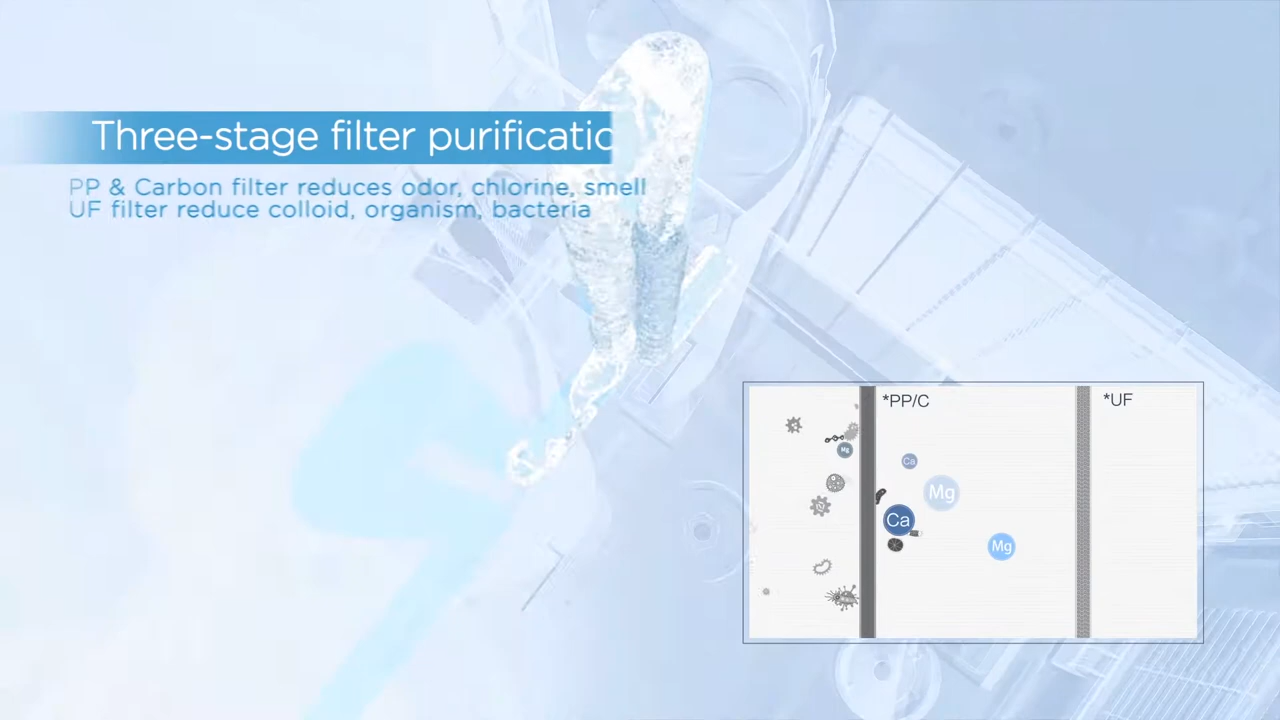 Three-stage filter purificatio
PP & Carbon filter reduces odor, chlorine, smell
UF filter reduce colloid, organism, bacteria
*PP/C
*UF
Mg
Ca
Mg
Ca
Mg